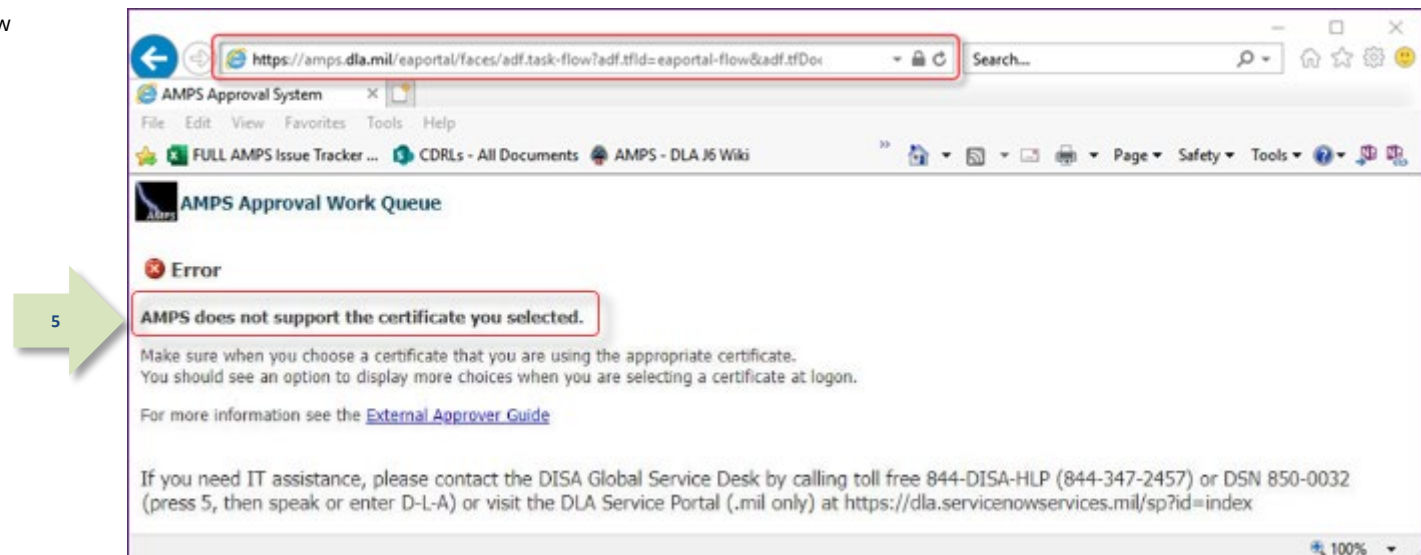 w
https://amps.dla.mil/eaportal/faces/adf.task-flow?adf.tfId=eaportal-flow&adf.tfDoc
Search...
AMPS Approval System
File Edit View Favorites Tools Help
FULL AMPS Issue Tracker ... CDRLs - All Documents AMPS - DLA J6 Wiki » Page Safety Tools
AMPS AMPS Approval Work Queue
Error
5
AMPS does not support the certificate you selected.
Make sure when you choose a certificate that you are using the appropriate certificate.
You should see an option to display more choices when you are selecting a certificate at logon.
For more information see the External Approver Guide
If you need IT assistance, please contact the DISA Global Service Desk by calling toll free 844-DISA-HLP (844-347-2457) or DSN 850-0032
(press 5, then speak or enter D-L-A) or visit the DLA Service Portal (.mil only) at https://dla.servicenowservices.mil/sp?id=index
100%